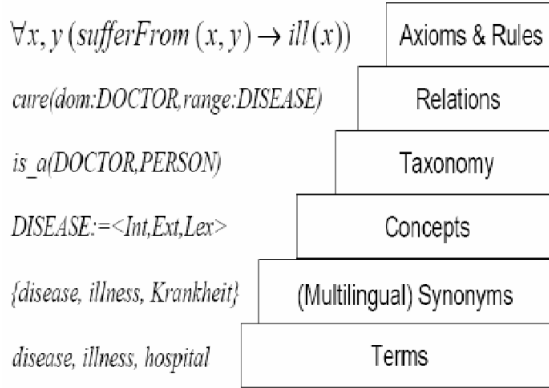 ∀x, y (sufferFrom (x, y) → ill(x)) Axioms & Rules
cure(dom:DOCTOR,range:DISEASE) Relations
is_a(DOCTOR,PERSON) Taxonomy
DISEASE:=<Int,Ext,Lex> Concepts
{disease, illness, Krankheit} (Multilingual) Synonyms
disease, illness, hospital Terms